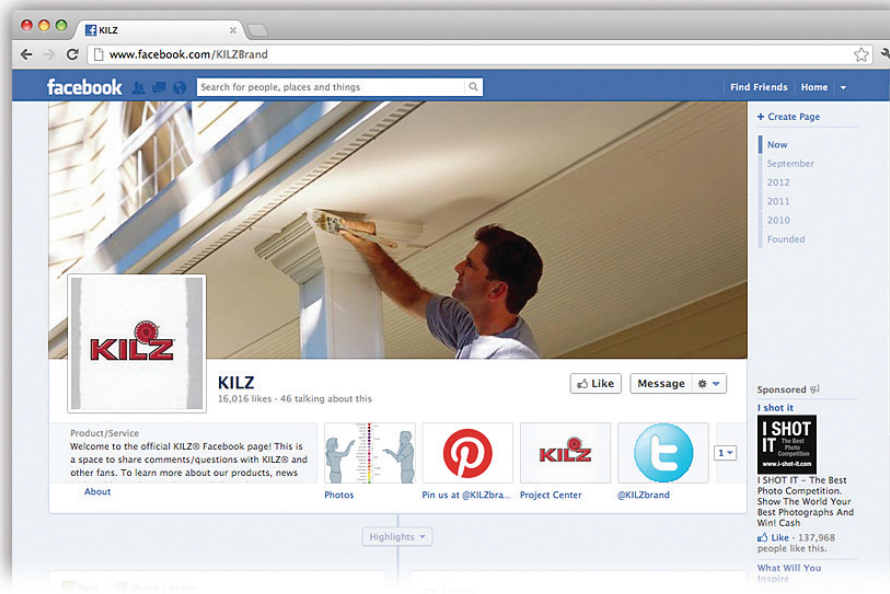 KILZ
www.facebook.com/KILZBrand
facebook
Search for people, places and things
Find Friends
Home
+ Create Page
Now
September
2012
2011
2010
Founded
KILZ
KILZ
16,016 likes · 46 talking about this
Like
Message
Product/Service
Welcome to the official KILZ® Facebook page! This is
a space to share comments/questions with KILZ® and
other fans. To learn more about our products, news
About
Photos
Pin us at @KILZbra...
KILZ
Project Center
@KILZbrand
1
Highlights
Sponsored
I shot it
I SHOT
IT The Best
Photo
Competition
www.i-shot-it.com
I SHOT IT – The Best
Photo Competition.
Show The World Your
Best Photographs And
Win! Cash
Like · 137,968
people like this.
What Will You
Inspire